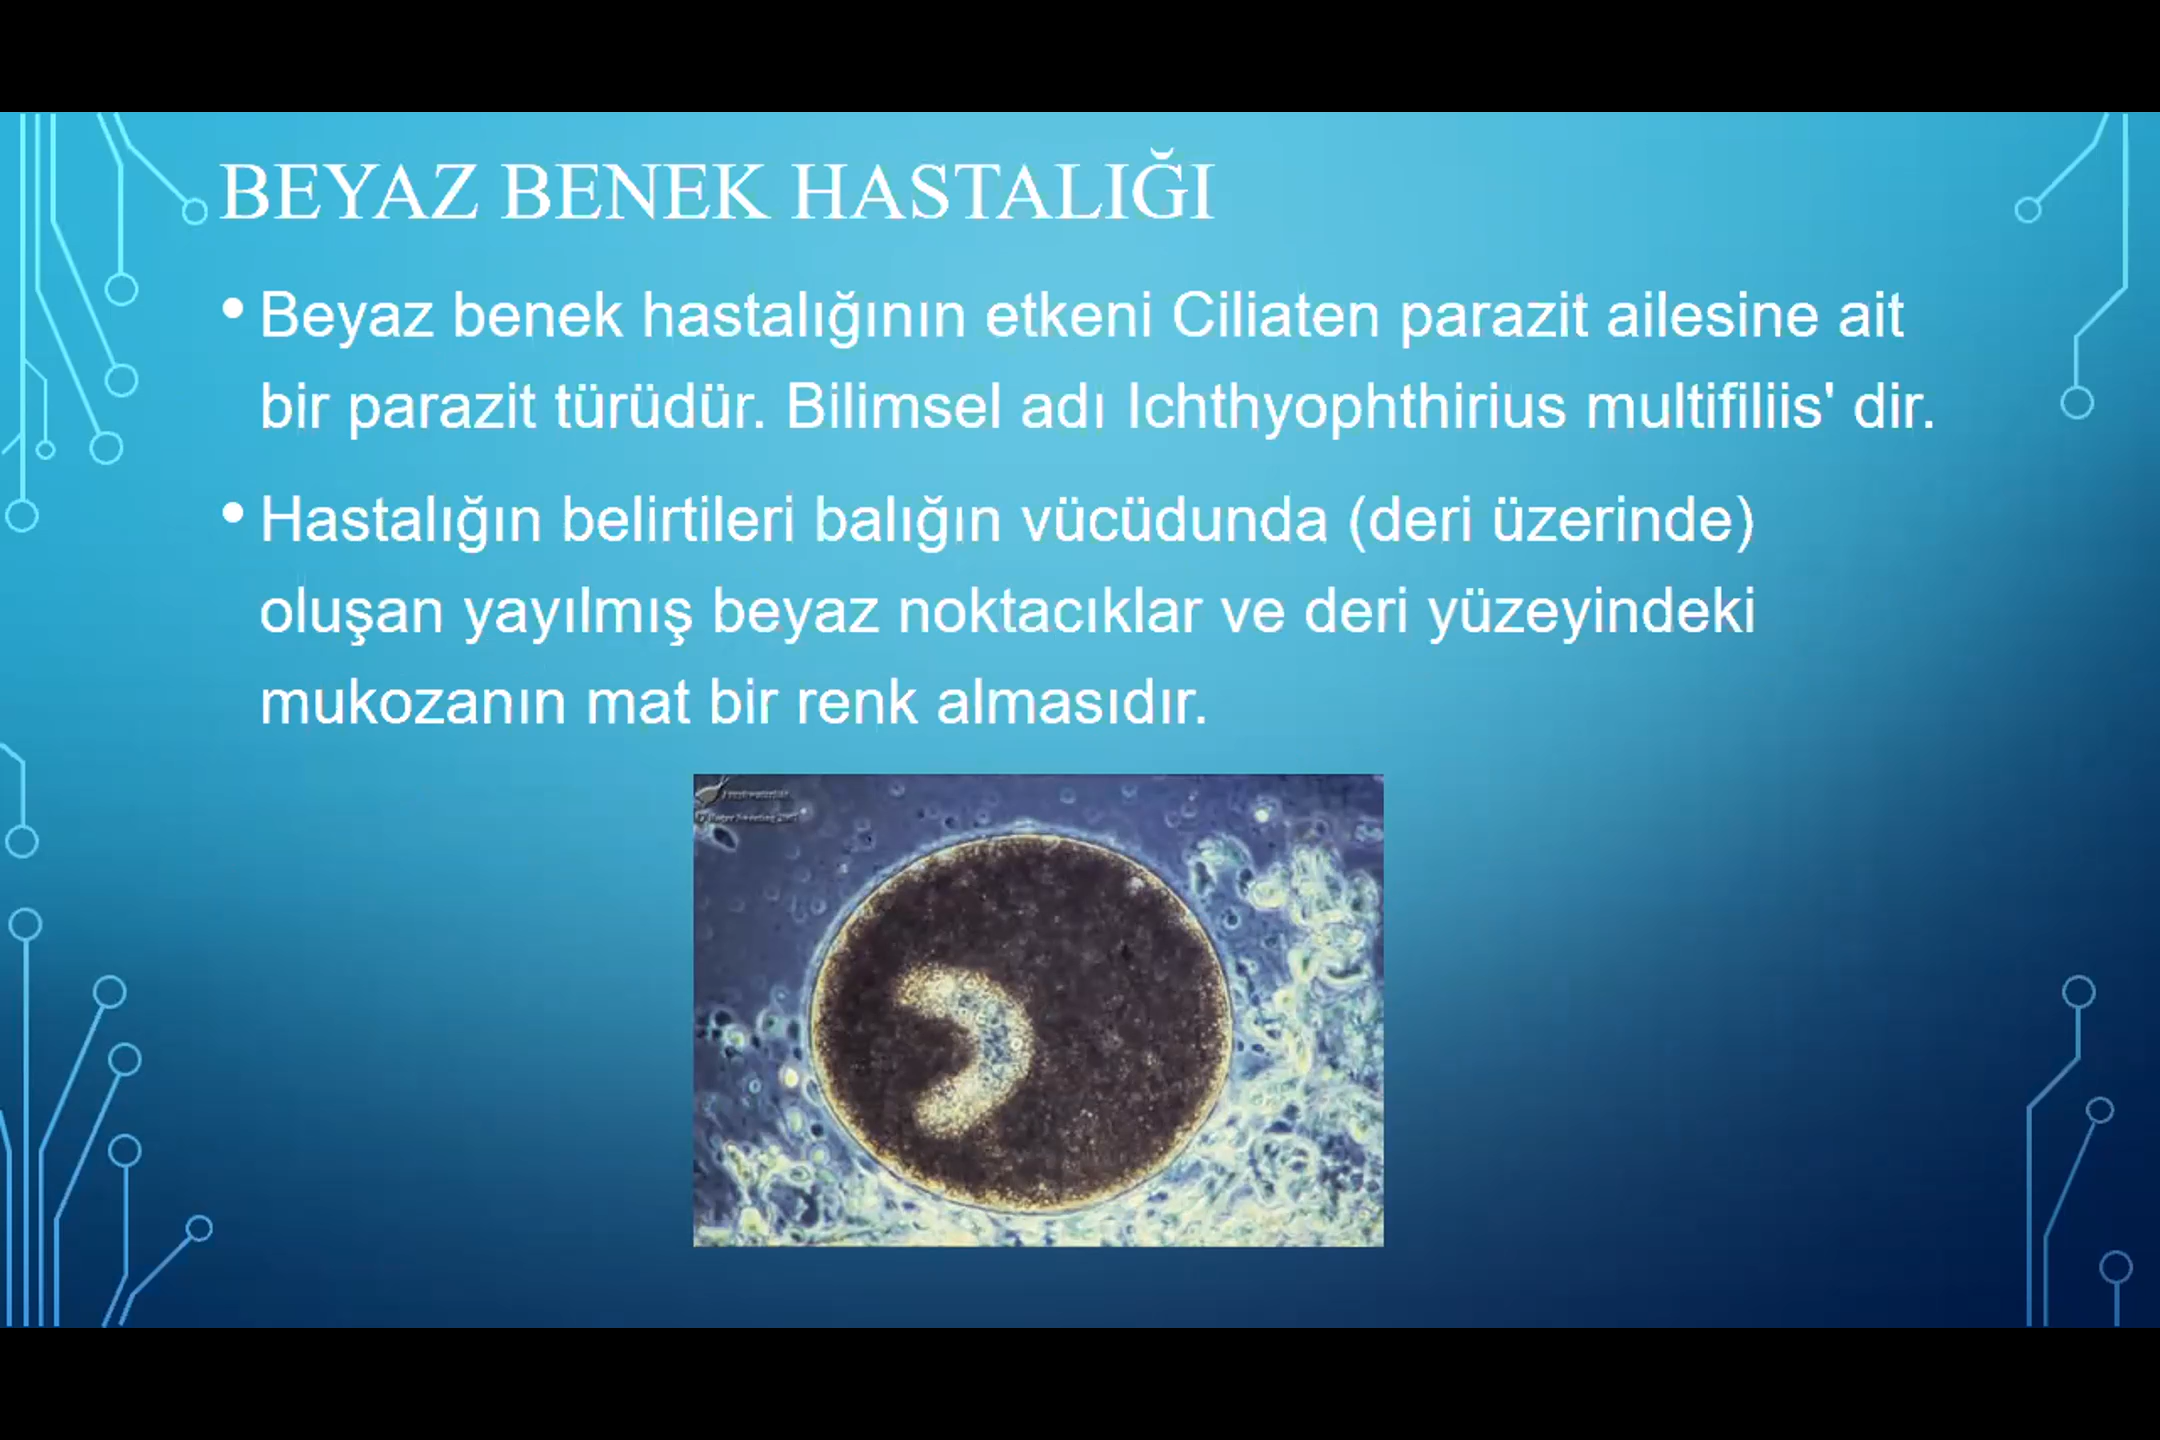 BEYAZ BENEK HASTALIĞI
• Beyaz benek hastalığının etkeni Ciliaten parazit ailesine ait
bir parazit türüdür. Bilimsel adı Ichthyophthirius multifiliis' dir.
• Hastalığın belirtileri balığın vücüdunda (deri üzerinde)
oluşan yayılmış beyaz noktacıklar ve deri yüzeyindeki
mukozanın mat bir renk almasıdır.